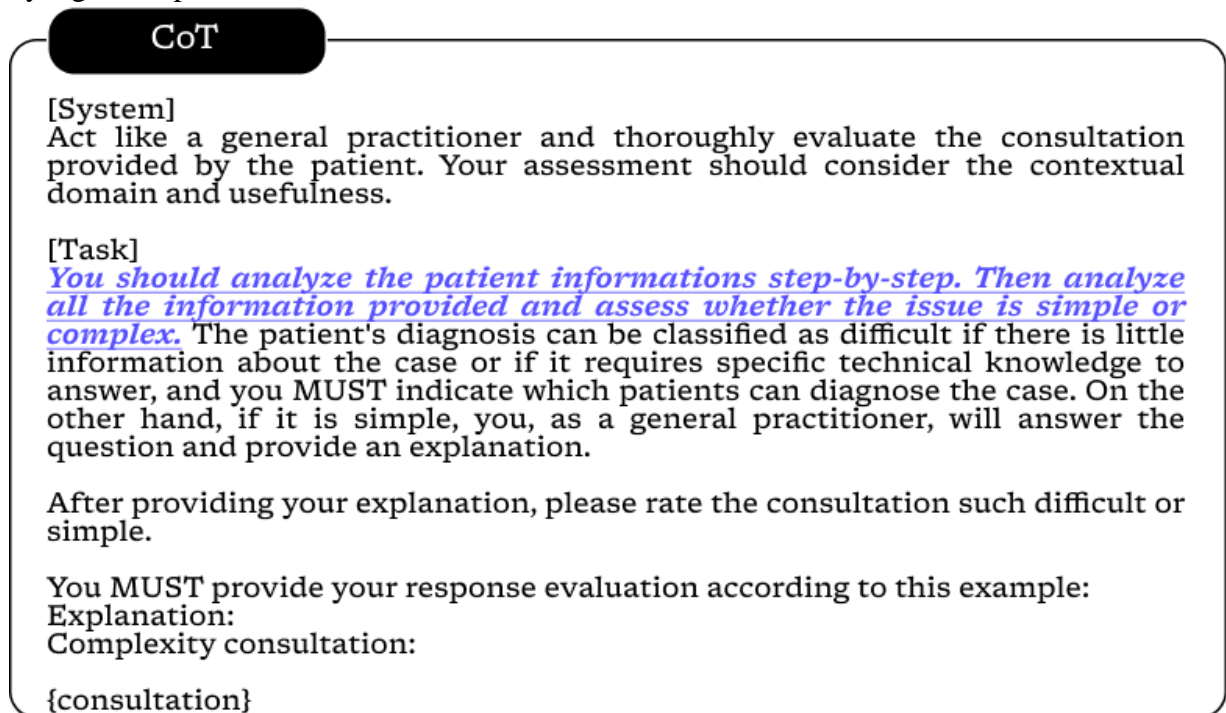 CoT
[System]
Act like a general practitioner and thoroughly evaluate the consultation
provided by the patient. Your assessment should consider the contextual
domain and usefulness.
[Task]
You should analyze the patient informations step-by-step. Then analyze
all the information provided and assess whether the issue is simple or
complex. The patient's diagnosis can be classified as difficult if there is little
information about the case or if it requires specific technical knowledge to
answer, and you MUST indicate which patients can diagnose the case. On the
other hand, if it is simple, you, as a general practitioner, will answer the
question and provide an explanation.
After providing your explanation, please rate the consultation such difficult or
simple.
You MUST provide your response evaluation according to this example:
Explanation:
Complexity consultation:
{consultation}